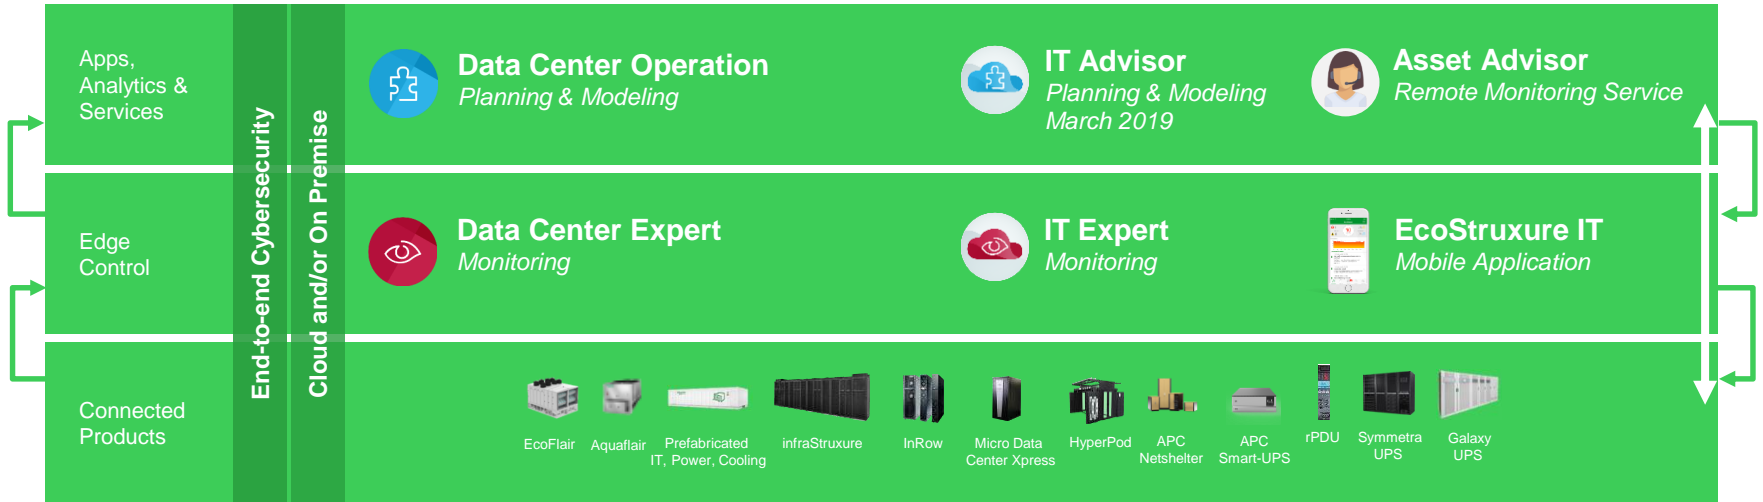 Apps,
Analytics &
Services
End-to-end Cybersecurity
Cloud and/or On Premise
Data Center Operation
Planning & Modeling
IT Advisor
Planning & Modeling
March 2019
Asset Advisor
Remote Monitoring Service
Edge
Control
Data Center Expert
Monitoring
IT Expert
Monitoring
EcoStruxure IT
Mobile Application
Connected
Products
EcoFlair
Aquaflair
Prefabricated
IT, Power, Cooling
infraStruxure
InRow
Micro Data
Center Xpress
HyperPod
APC
Netshelter
APC
Smart-UPS
rPDU
Symmetra
UPS
Galaxy
UPS